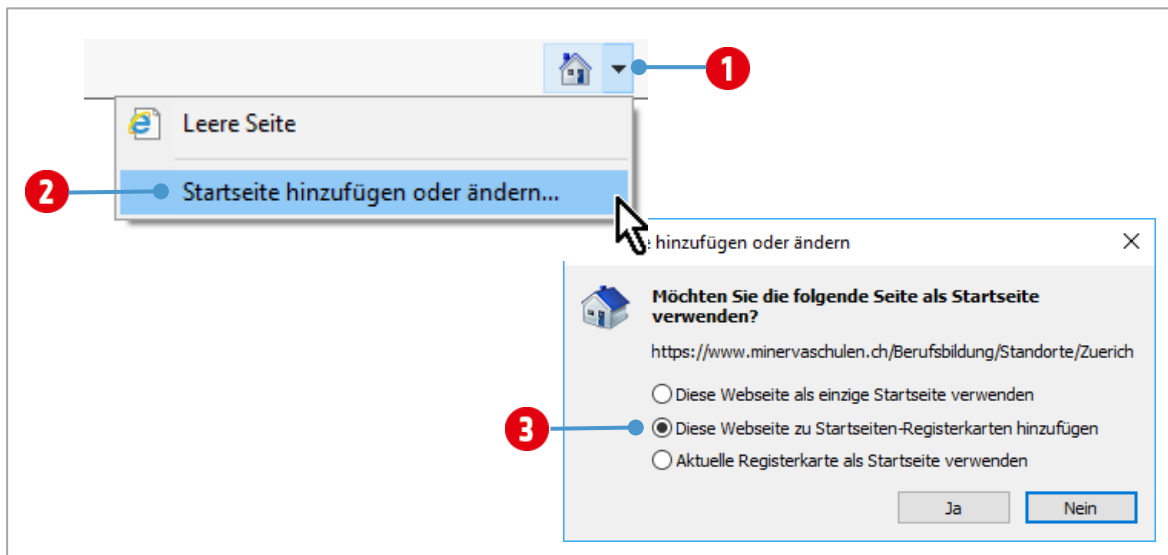 1
Leere Seite
2
Startseite hinzufügen oder ändern...
hinzufügen oder ändern
Möchten Sie die folgende Seite als Startseite
verwenden?
https://www.minervaschulen.ch/Berufsbildung/Standorte/Zuerich
Diese Webseite als einzige Startseite verwenden
3
Diese Webseite zu Startseiten-Registerkarten hinzufügen
Aktuelle Registerkarte als Startseite verwenden
Ja
Nein